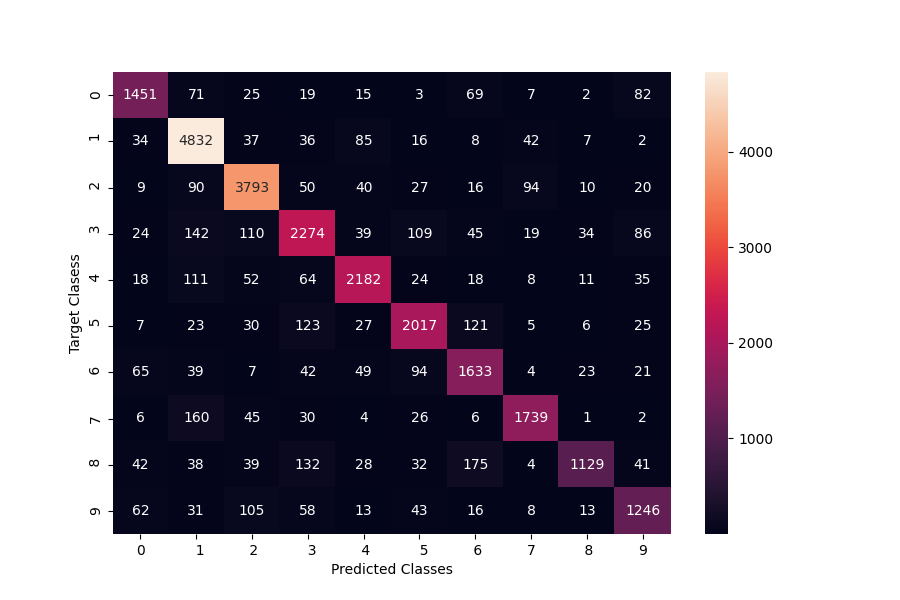 0 1451 71 25 19 15 3 69 7 2 82
1 34 4832 37 36 85 16 8 42 7 2
2 9 90 3793 50 40 27 16 94 10 20
3 24 142 110 2274 39 109 45 19 34 86
4 18 111 52 64 2182 24 18 8 11 35
5 7 23 30 123 27 2017 121 5 6 25
6 65 39 7 42 49 94 1633 4 23 21
7 6 160 45 30 4 26 6 1739 1 2
8 42 38 39 132 28 32 175 4 1129 41
9 62 31 105 58 13 43 16 8 13 1246
0 1 2 3 4 5 6 7 8 9
Predicted Classes
Target Clasess
4000
3000
2000
1000